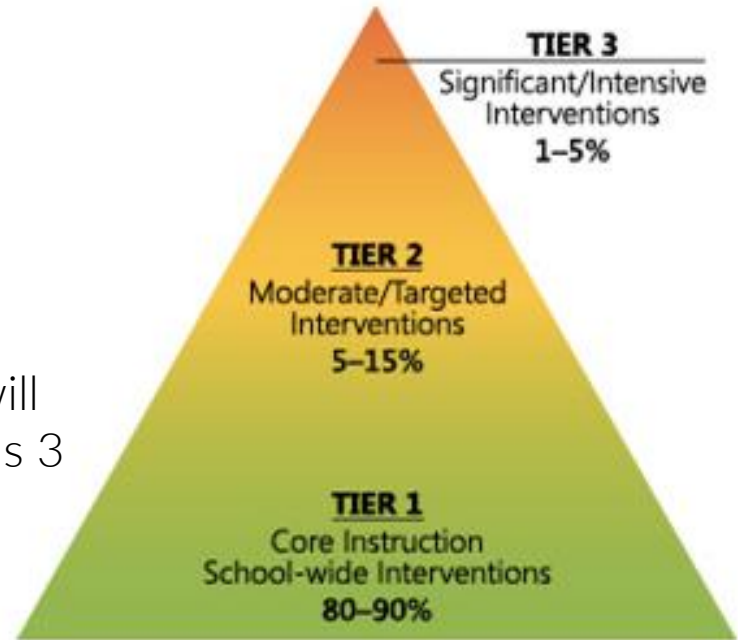 TIER 3
Significant/Intensive
Interventions
1–5%
TIER 2
Moderate/Targeted
Interventions
5–15%
s 3
TIER 1
Core Instruction
School-wide Interventions
80–90%